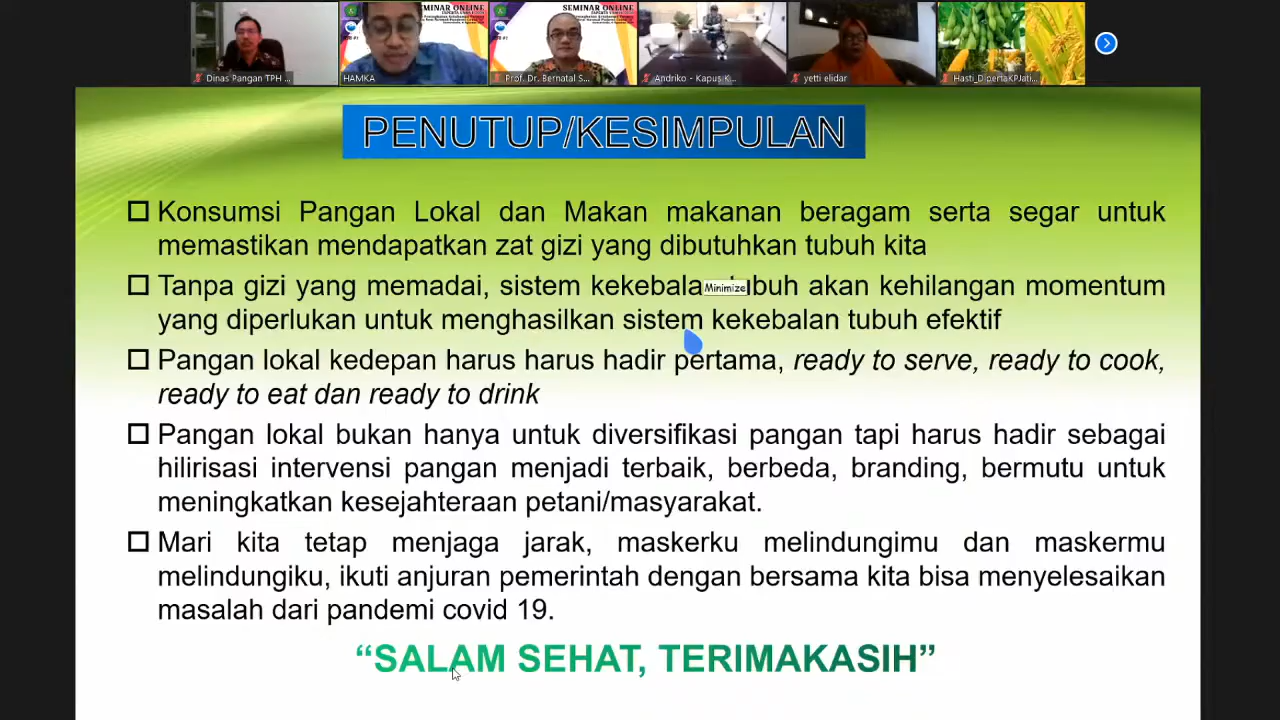 SEMINAR ONLINE
SEMINAR ONLINE
Dinas Pangan TPH ...
HAMKA
Prof. Dr. Bernatal S...
Andriko - Kapus K...
yetti elidar
Hasti_DipertaKPJati...
PENUTUP/KESIMPULAN
Konsumsi Pangan Lokal dan Makan makanan beragam serta segar untuk
memastikan mendapatkan zat gizi yang dibutuhkan tubuh kita
Tanpa gizi yang memadai, sistem kekebala
Minimize
buh akan kehilangan momentum
yang diperlukan untuk menghasilkan sistem kekebalan tubuh efektif
Pangan lokal kedepan harus harus hadir pertama, ready to serve, ready to cook,
ready to eat dan ready to drink
Pangan lokal bukan hanya untuk diversifikasi pangan tapi harus hadir sebagai
hilirisasi intervensi pangan menjadi terbaik, berbeda, branding, bermutu untuk
meningkatkan kesejahteraan petani/masyarakat.
Mari kita tetap menjaga jarak, maskerku melindungimu dan maskermu
melindungiku, ikuti anjuran pemerintah dengan bersama kita bisa menyelesaikan
masalah dari pandemi covid 19.
“SALAM SEHAT, TERIMAKASIH”